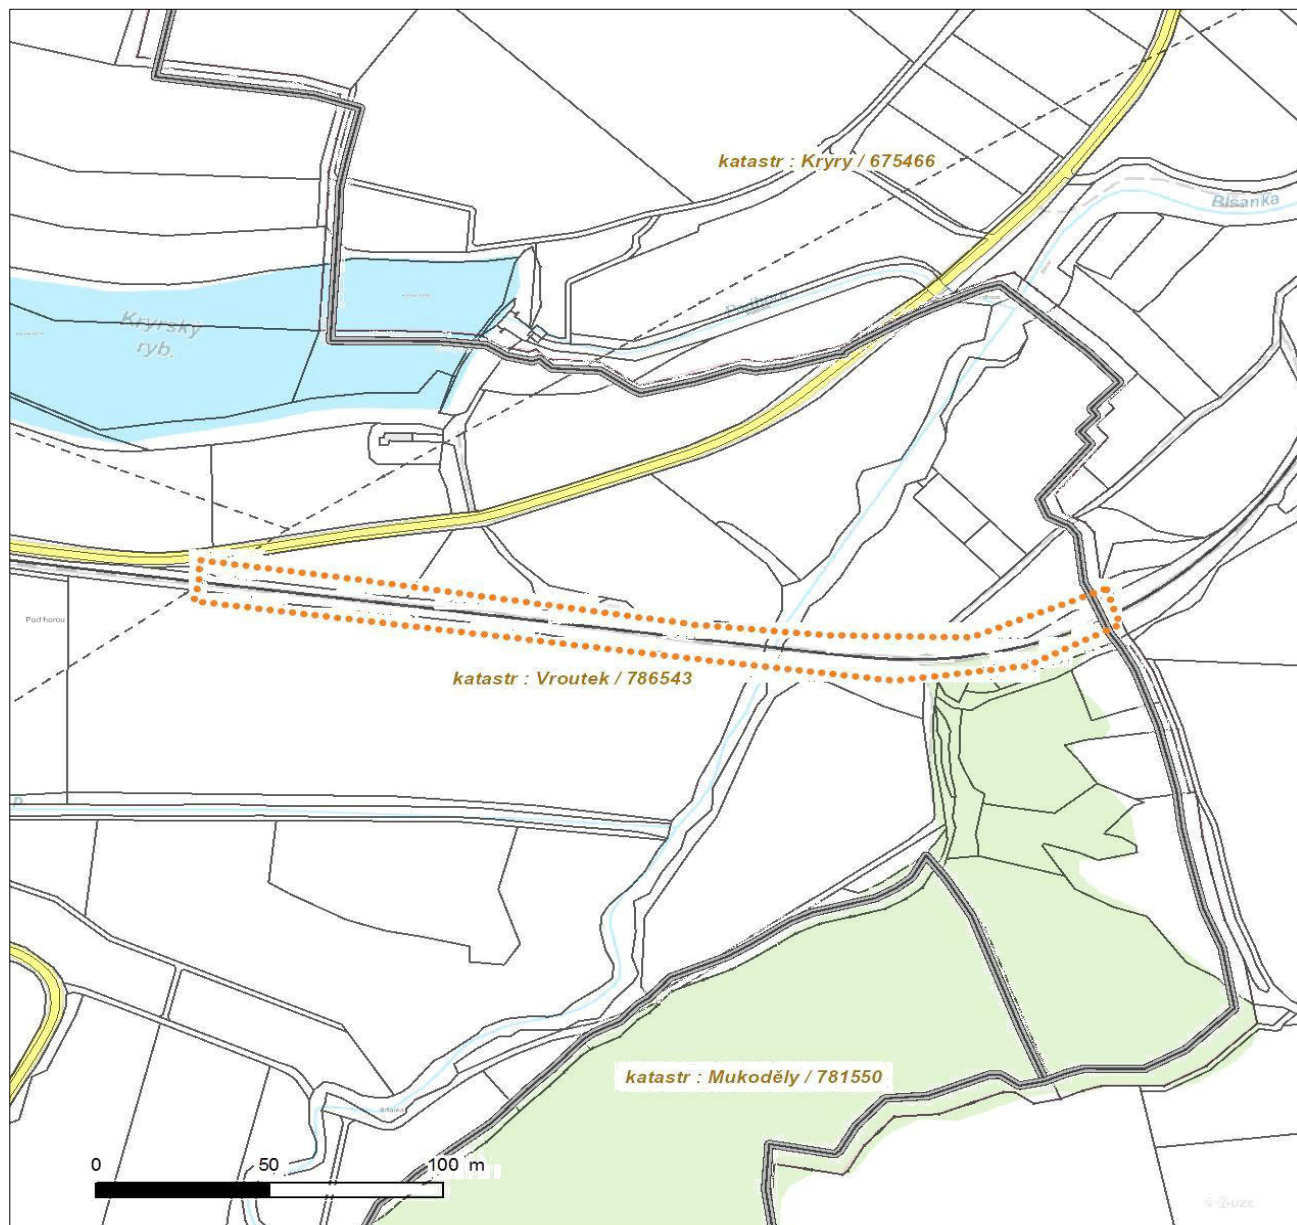 katastr : Kryry / 675466
Blšanka
Kryrský
ryb.
Pod horou
katastr : Vroutek / 786543
katastr : Mukoděly / 781550
0 50 100 m